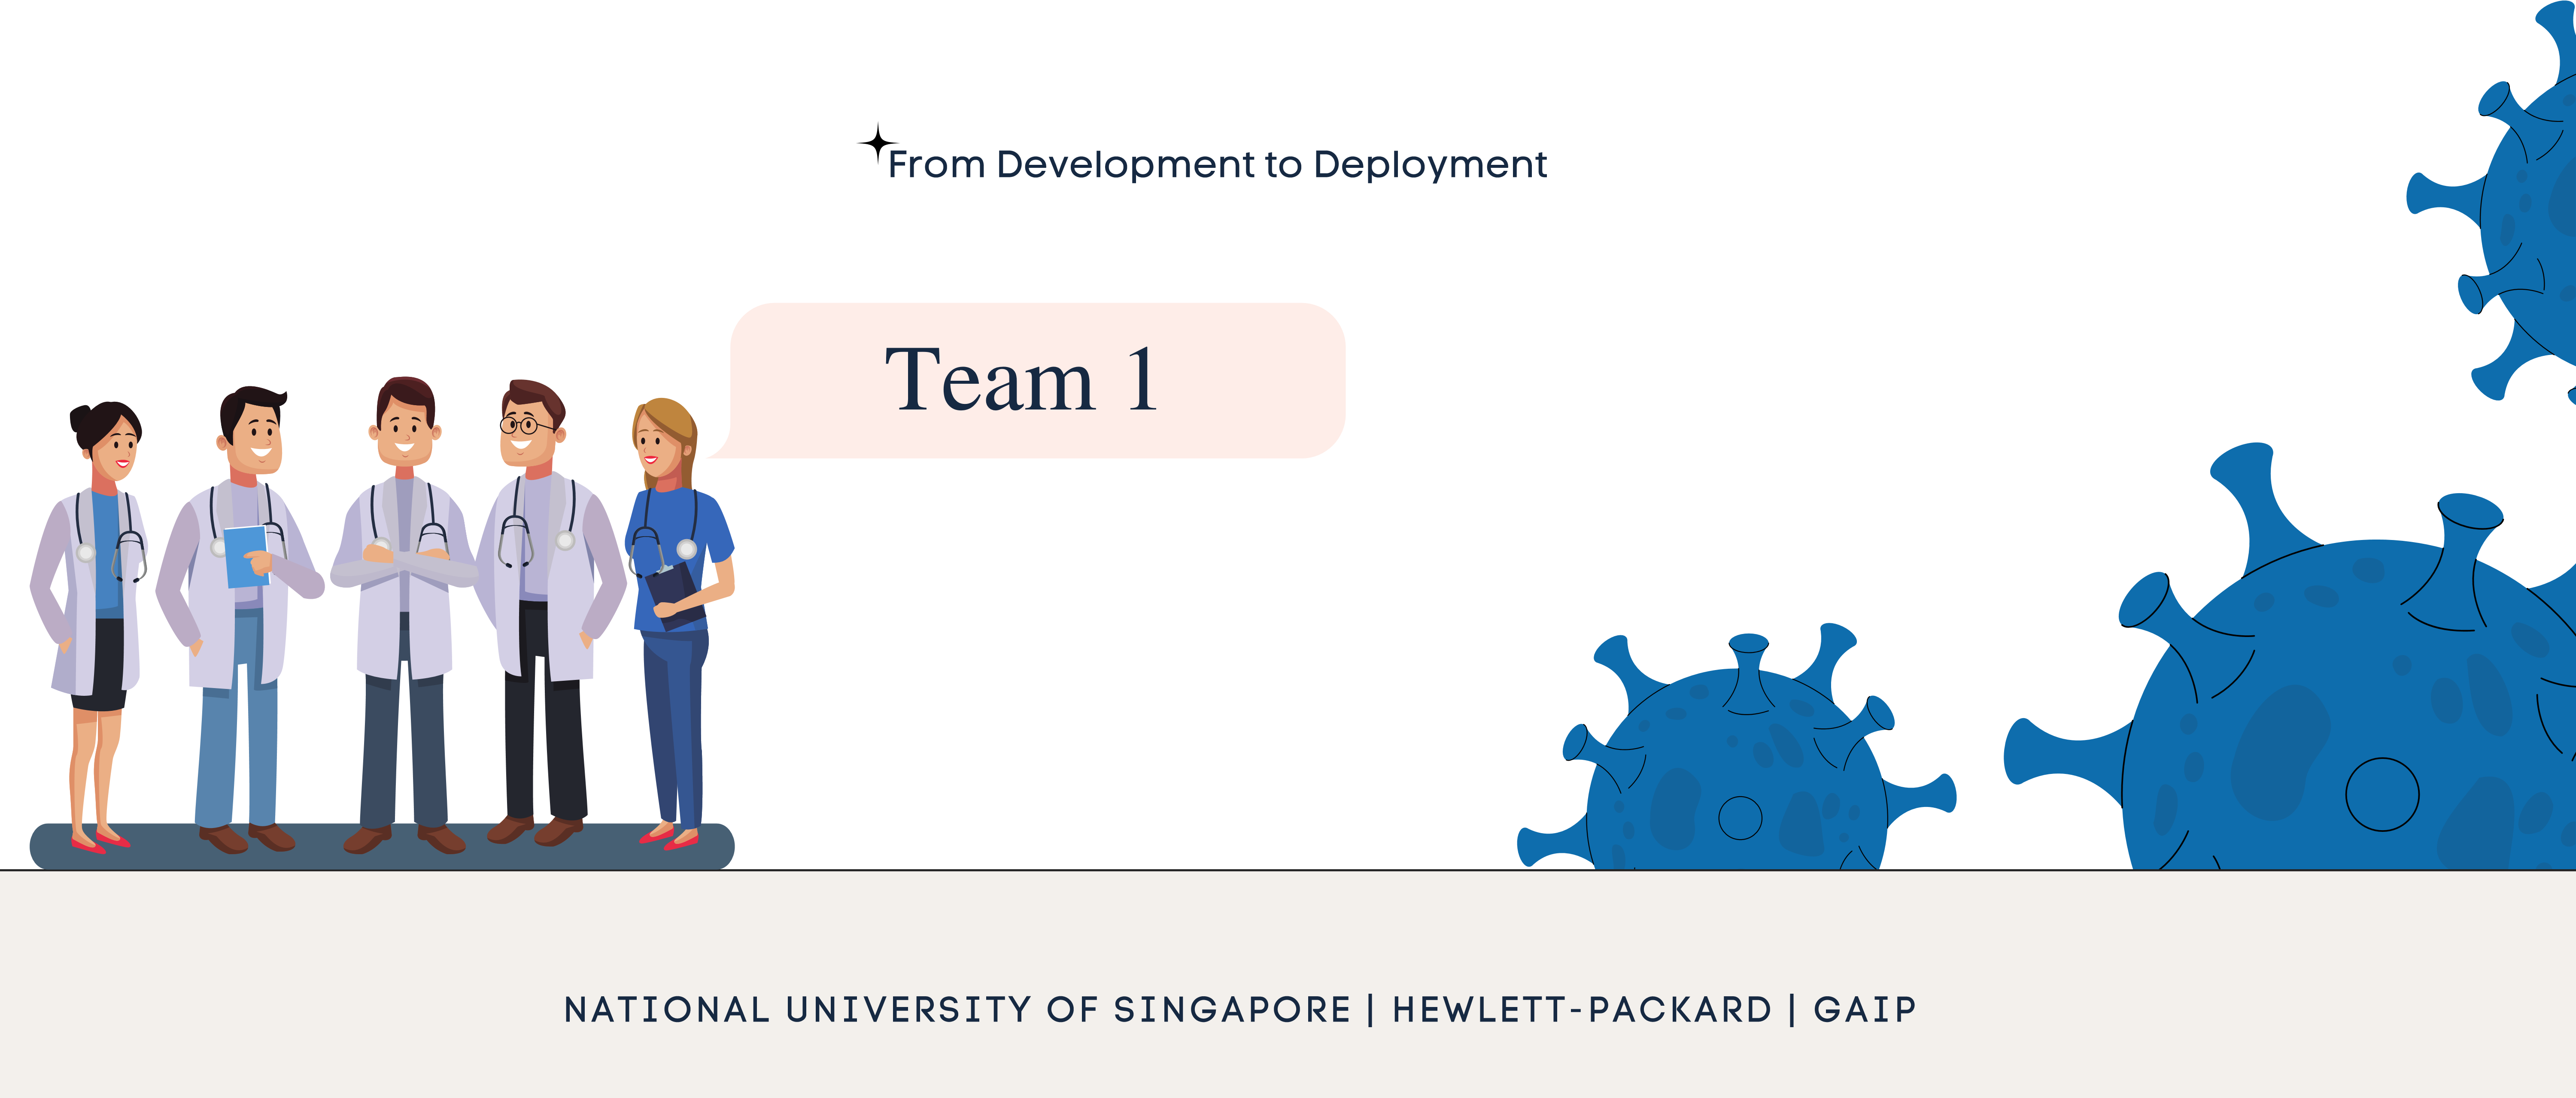 From Development to Deployment
Team 1
NATIONAL UNIVERSITY OF SINGAPORE | HEWLETT-PACKARD | GAIP